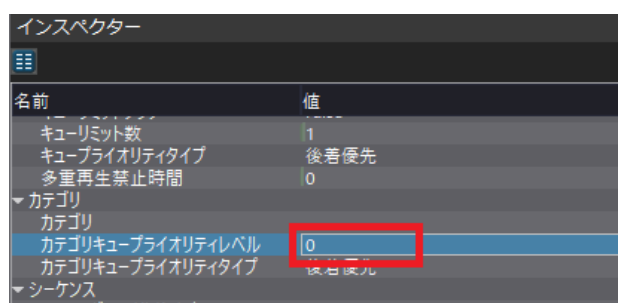 インスペクター
名前 値
キューリミット数 1
キュープライオリティタイプ 後着優先
多重再生禁止時間 0
カテゴリ
カテゴリ
カテゴリキュープライオリティレベル 0
カテゴリキュープライオリティタイプ 後着優先
シーケンス